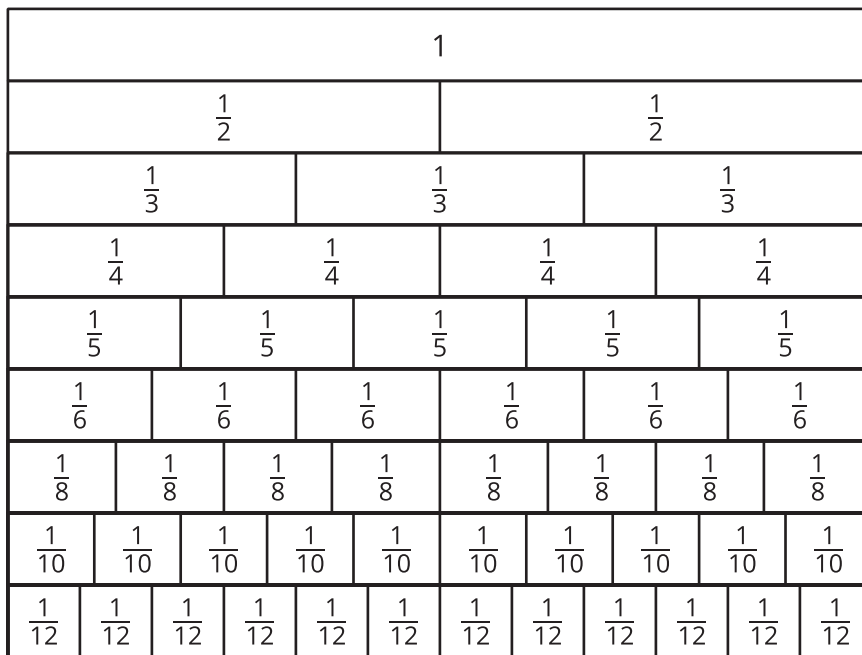 1
1/2 1/2
1/3 1/3 1/3
1/4 1/4 1/4 1/4
1/5 1/5 1/5 1/5 1/5
1/6 1/6 1/6 1/6 1/6 1/6
1/8 1/8 1/8 1/8 1/8 1/8 1/8 1/8
1/10 1/10 1/10 1/10 1/10 1/10 1/10 1/10 1/10 1/10
1/12 1/12 1/12 1/12 1/12 1/12 1/12 1/12 1/12 1/12 1/12 1/12